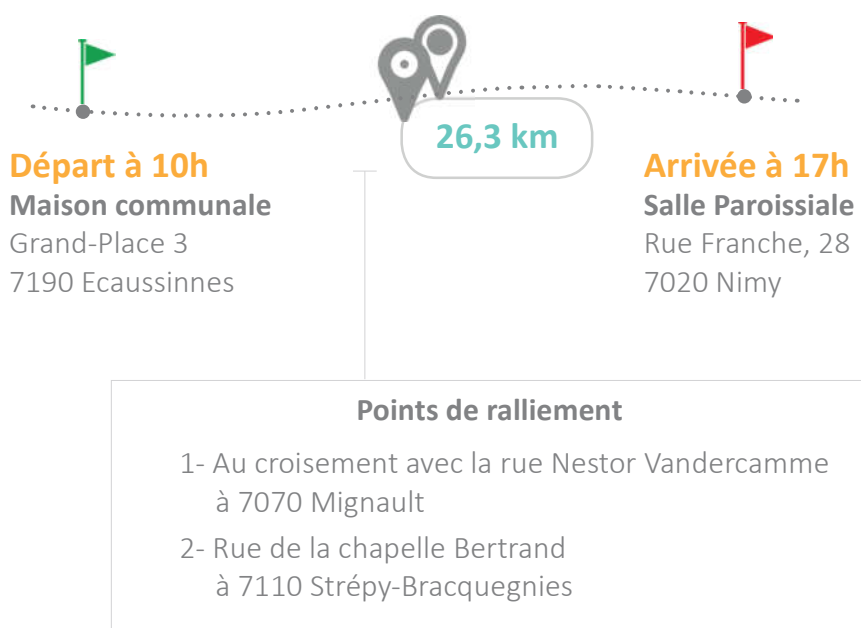 26,3 km
Départ à 10h
Maison communale
Grand-Place 3
7190 Ecaussinnes
Arrivée à 17h
Salle Paroissiale
Rue Franche, 28
7020 Nimy
Points de ralliement
1- Au croisement avec la rue Nestor Vandercamme
à 7070 Mignault
2- Rue de la chapelle Bertrand
à 7110 Strépy-Bracquegnies